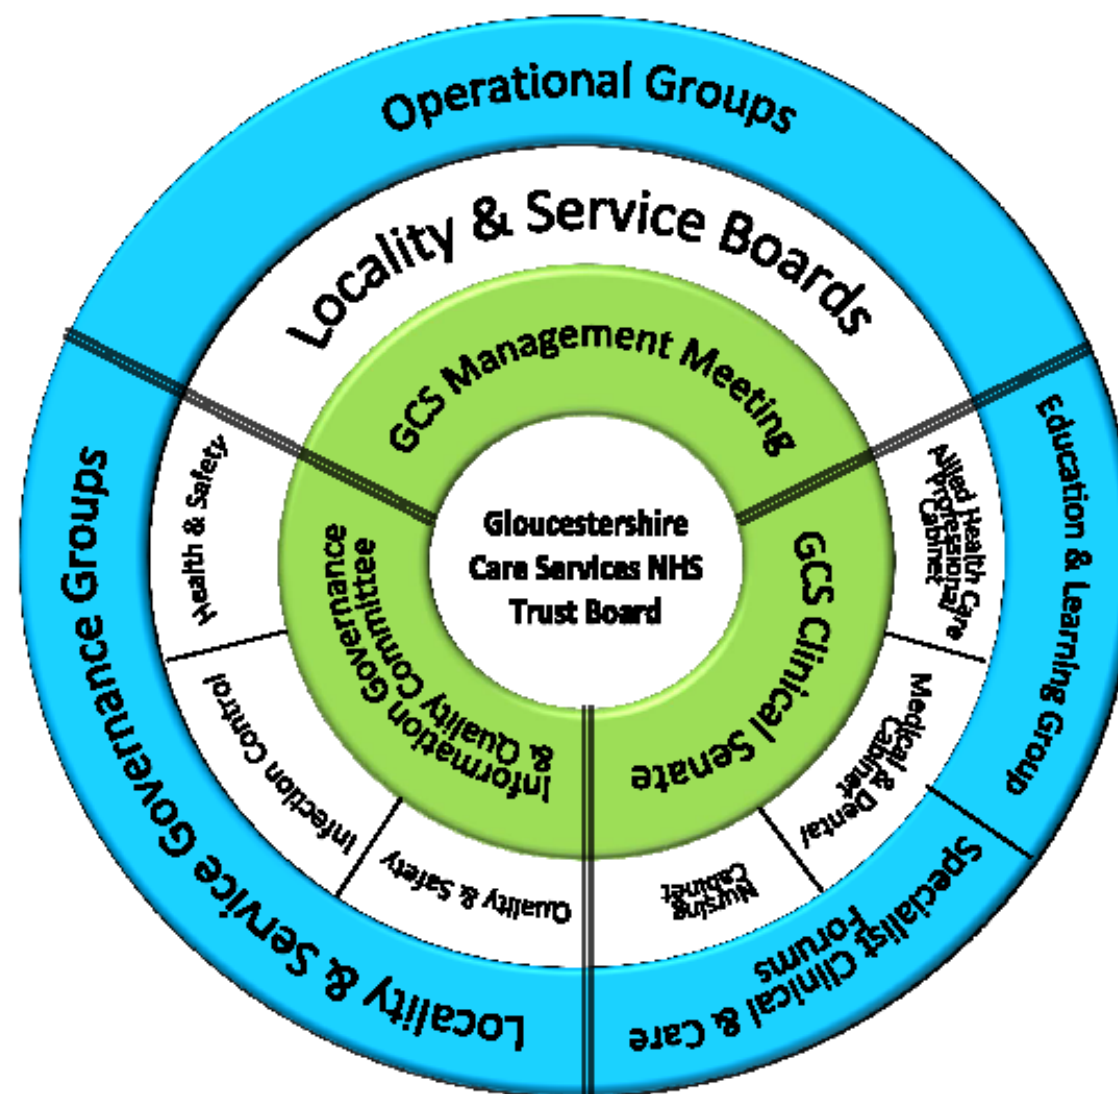 Operational Groups
Locality & Service Boards
GCS Management Meeting
Gloucestershire
Care Services NHS
Trust Board
GCS Clinical Senate
Information Governance
& Quality Committee
Allied Health Care
Professional
Cabinet
Medical & Dental
Cabinet
Nursing
Cabinet
Health & Safety
Infection Control
Quality & Safety
Education & Learning Group
Specialist Clinical & Care
Forums
Locality & Service Governance Groups